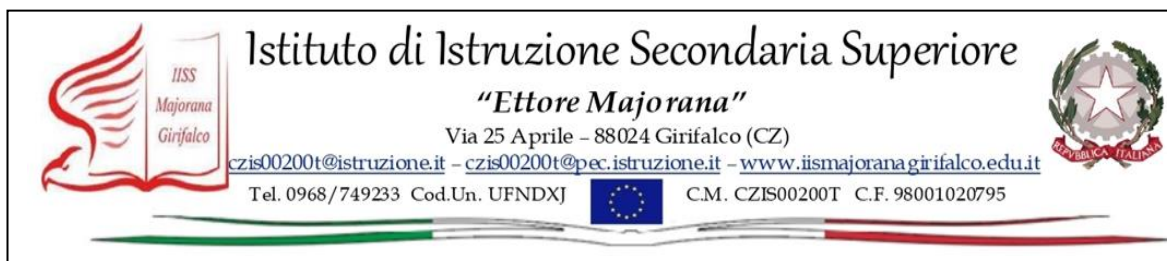 IISS
Majorana
Girifalco
Istituto di Istruzione Secondaria Superiore
“Ettore Majorana”
Via 25 Aprile – 88024 Girifalco (CZ)
czis00200t@istruzione.it – czis00200t@pec.istruzione.it – www.iismajoranagirifalco.edu.it
Tel. 0968/749233 Cod.Un. UFNDXJ C.M. CZIS00200T C.F. 98001020795
REPVBBLICA ITALIANA